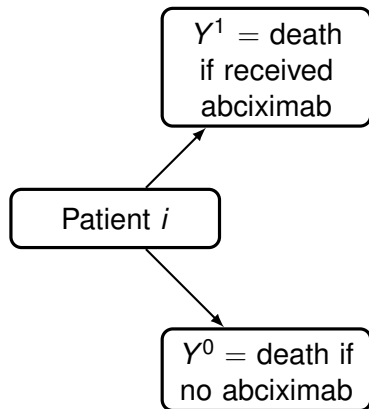 Y¹ = death
if received
abciximab
Patient i
Y⁰ = death if
no abciximab